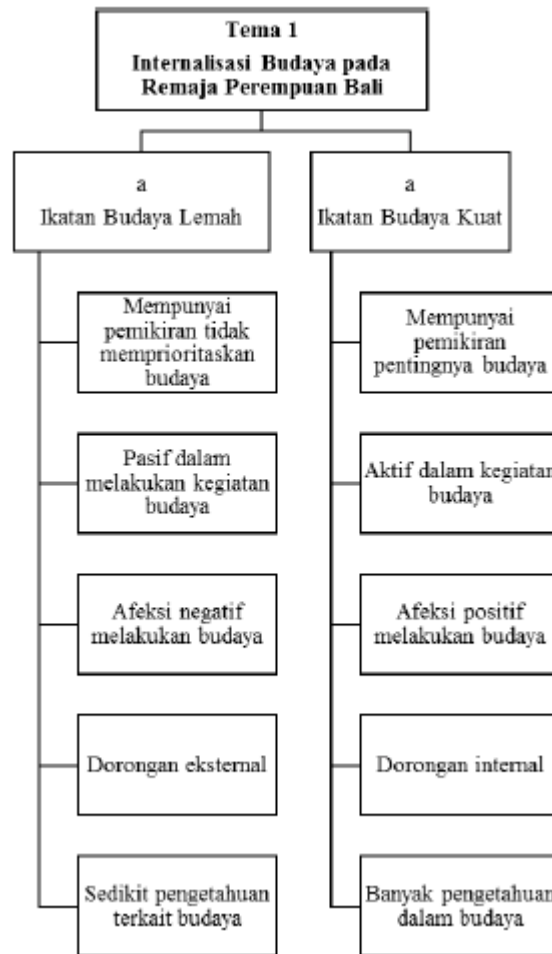 Tema 1
Internalisasi Budaya pada
Remaja Perempuan Bali
a
Ikatan Budaya Lemah
Mempunyai
pemikiran tidak
memprioritaskan
budaya
Pasif dalam
melakukan kegiatan
budaya
Afeksi negatif
melakukan budaya
Dorongan eksternal
Sedikit pengetahuan
terkait budaya
a
Ikatan Budaya Kuat
Mempunyai
pemikiran
pentingnya budaya
Aktif dalam kegiatan
budaya
Afeksi positif
melakukan budaya
Dorongan internal
Banyak pengetahuan
dalam budaya